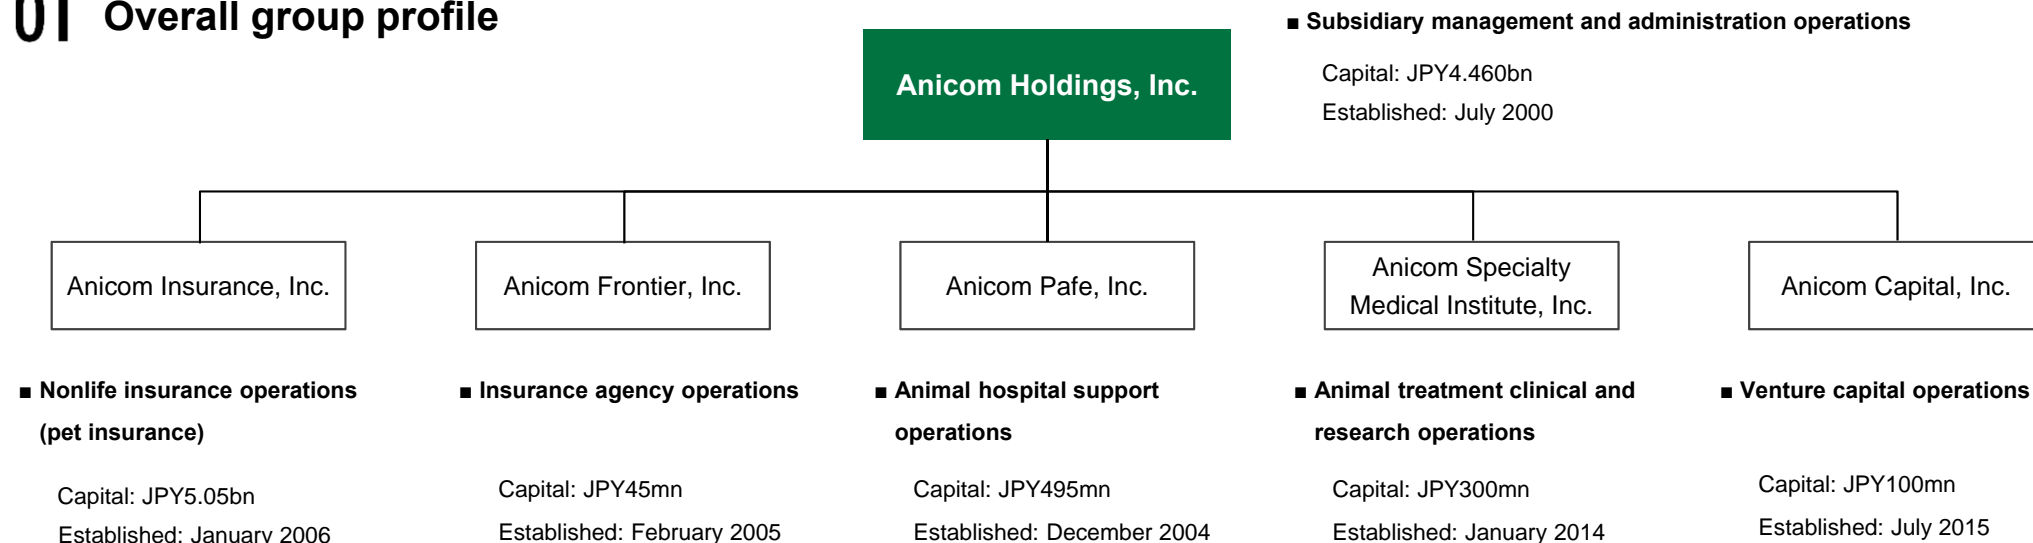 01 Overall group profile
■ Subsidiary management and administration operations
Capital: JPY4.460bn
Established: July 2000
Anicom Holdings, Inc.
Anicom Insurance, Inc.
Anicom Frontier, Inc.
Anicom Pafe, Inc.
Anicom Specialty
Medical Institute, Inc.
Anicom Capital, Inc.
■ Nonlife insurance operations
(pet insurance)
Capital: JPY5.05bn
Established: January 2006
■ Insurance agency operations
Capital: JPY45mn
Established: February 2005
■ Animal hospital support
operations
Capital: JPY495mn
Established: December 2004
■ Animal treatment clinical and
research operations
Capital: JPY300mn
Established: January 2014
■ Venture capital operations
Capital: JPY100mn
Established: July 2015